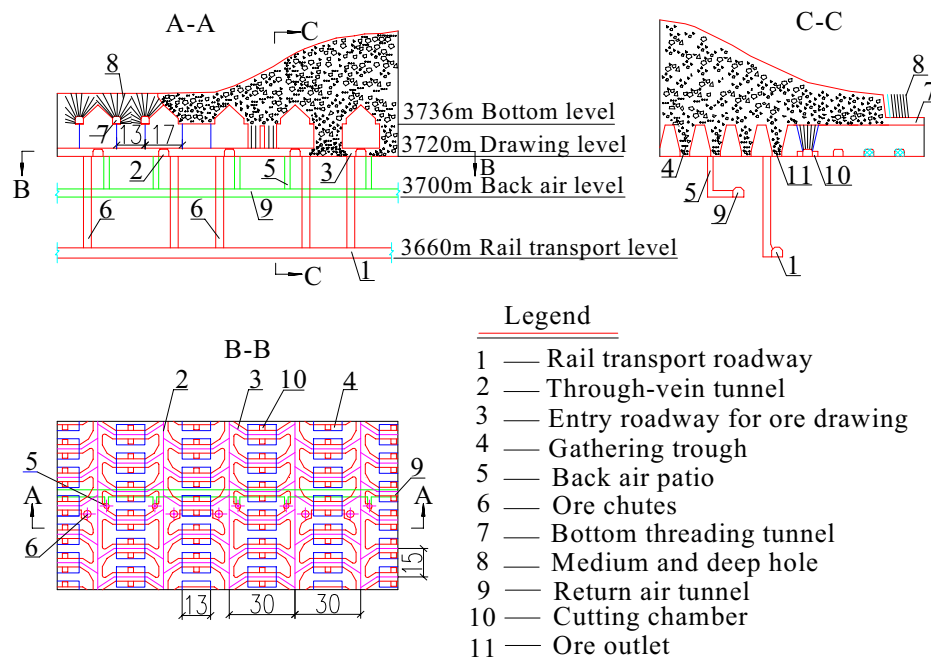 A-A
C
C-C
8
8
7
3736m Bottom level
7
13
17
3720m Drawing level
B
B
2
5
3
4
5
11
10
3700m Back air level
6
6
9
9
3660m Rail transport level
C
1
1
Legend
B-B
1 — Rail transport roadway
2 — Through-vein tunnel
3 — Entry roadway for ore drawing
4 — Gathering trough
5 — Back air patio
6 — Ore chutes
7 — Bottom threading tunnel
8 — Medium and deep hole
9 — Return air tunnel
10 — Cutting chamber
11 — Ore outlet
2
3
10
4
5
9
A
A
6
15
13
30
30